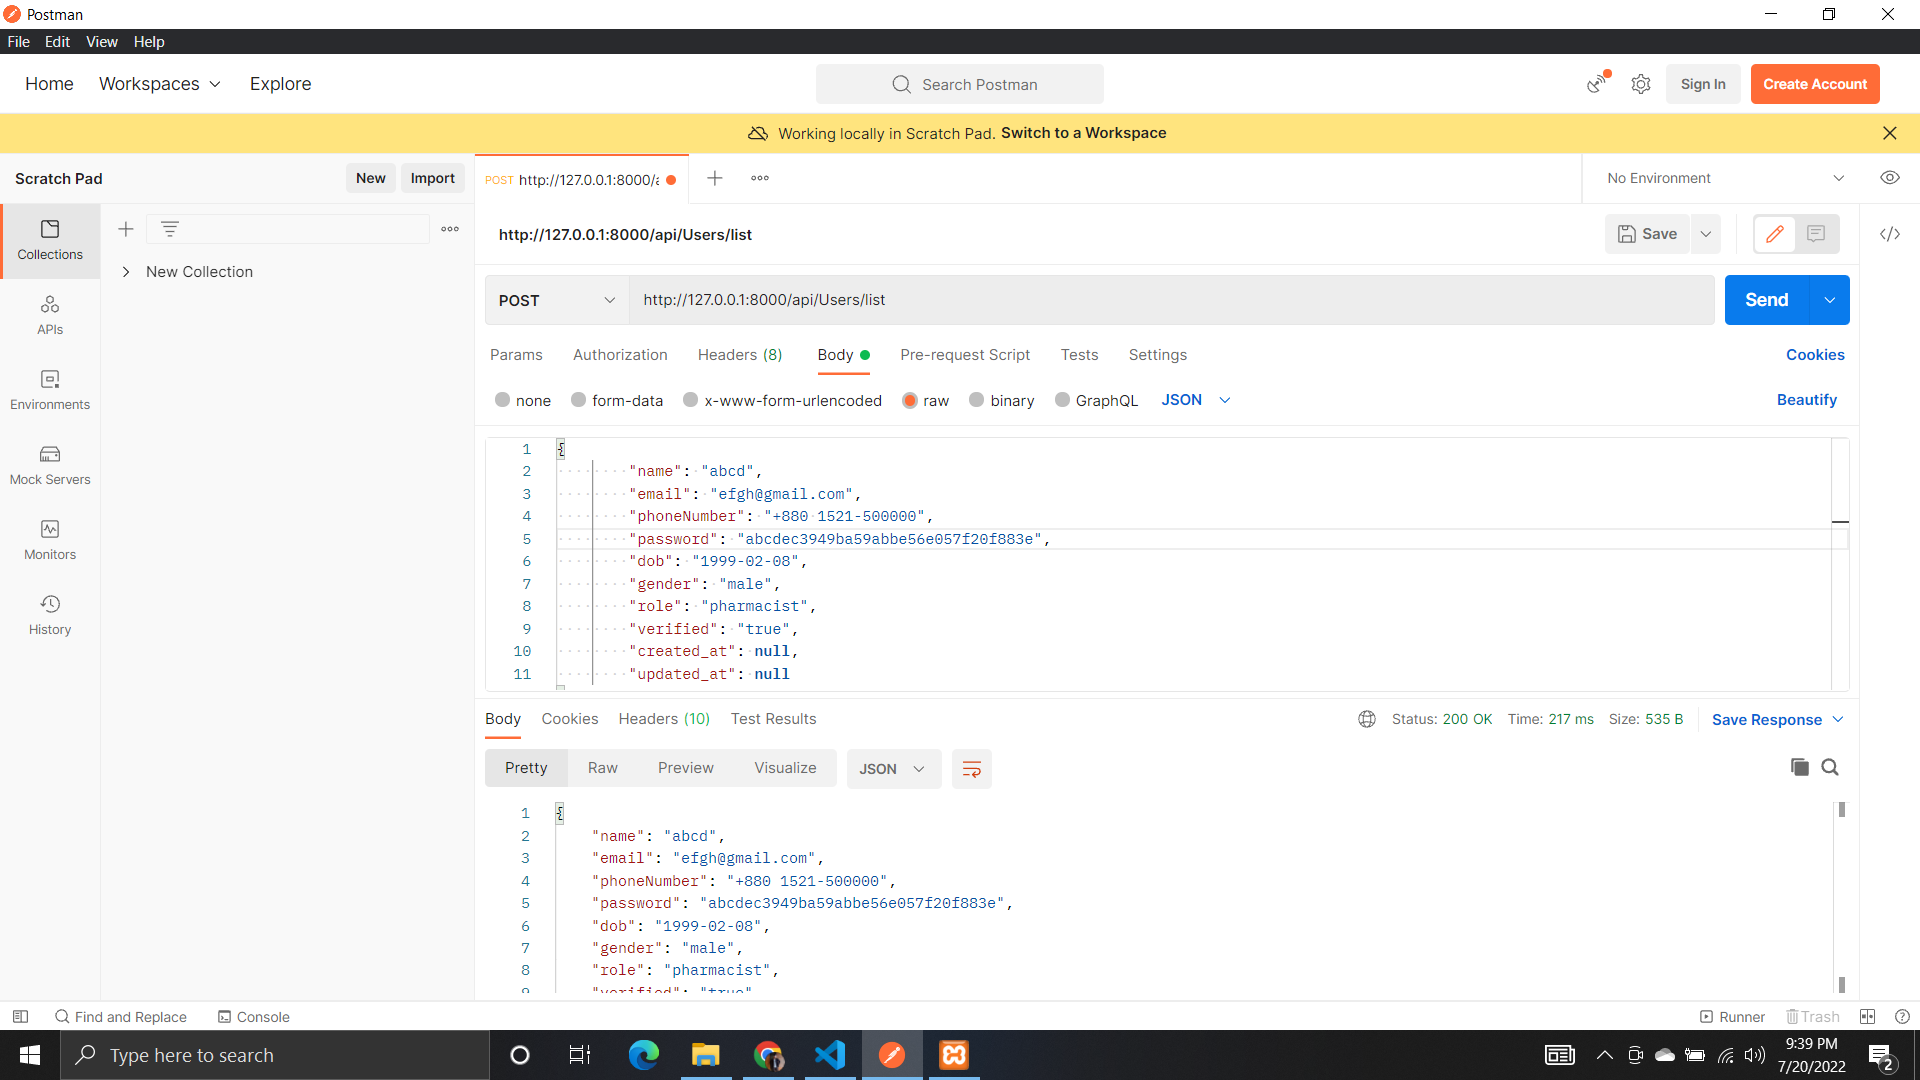 Postman
File Edit View Help
Home Workspaces Explore Search Postman Sign In Create Account
Working locally in Scratch Pad. Switch to a Workspace
Scratch Pad New Import POST http://127.0.0.1:8000/a No Environment
http://127.0.0.1:8000/api/Users/list Save
Collections
New Collection
POST http://127.0.0.1:8000/api/Users/list Send
APIs
Params Authorization Headers (8) Body Pre-request Script Tests Settings Cookies
Environments
none form-data x-www-form-urlencoded raw binary GraphQL JSON Beautify
Mock Servers
Monitors
History
1 {
2 "name": "abcd",
3 "email": "efgh@gmail.com",
4 "phoneNumber": "+880 1521-500000",
5 "password": "abcdec3949ba59abbe56e057f20f883e",
6 "dob": "1999-02-08",
7 "gender": "male",
8 "role": "pharmacist",
9 "verified": "true",
10 "created_at": null,
11 "updated_at": null
Body Cookies Headers (10) Test Results Status: 200 OK Time: 217 ms Size: 535 B Save Response
Pretty Raw Preview Visualize JSON
1 {
2 "name": "abcd",
3 "email": "efgh@gmail.com",
4 "phoneNumber": "+880 1521-500000",
5 "password": "abcdec3949ba59abbe56e057f20f883e",
6 "dob": "1999-02-08",
7 "gender": "male",
8 "role": "pharmacist",
9 "verified": "true"
Find and Replace Console Runner Trash
Type here to search
9:39 PM
7/20/2022
2